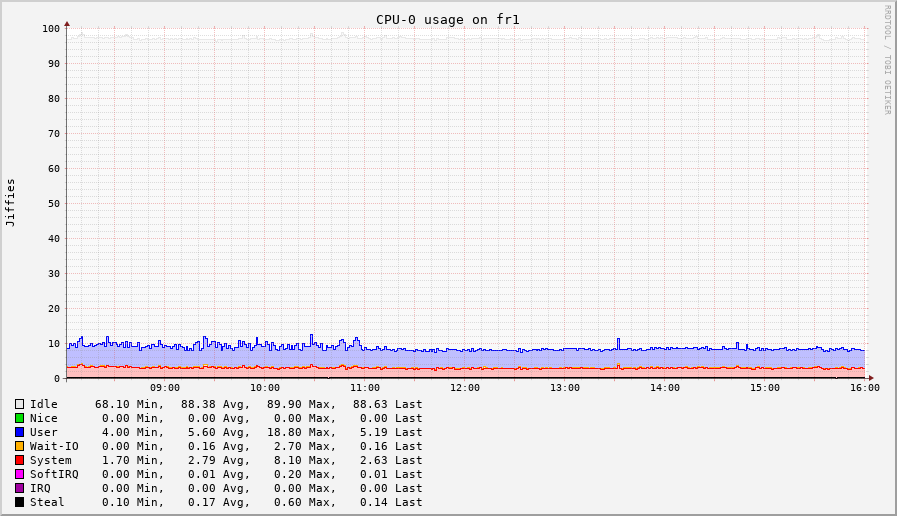 CPU-0 usage on fr1
RRDTOOL / TOBI OETIKER
Jiffies
100
90
80
70
60
50
40
30
20
10
0
09:00 10:00 11:00 12:00 13:00 14:00 15:00 16:00
Idle 68.10 Min, 88.38 Avg, 89.90 Max, 88.63 Last
Nice 0.00 Min, 0.00 Avg, 0.00 Max, 0.00 Last
User 4.00 Min, 5.60 Avg, 18.80 Max, 5.19 Last
Wait-IO 0.00 Min, 0.16 Avg, 2.70 Max, 0.16 Last
System 1.70 Min, 2.79 Avg, 8.10 Max, 2.63 Last
SoftIRQ 0.00 Min, 0.01 Avg, 0.20 Max, 0.01 Last
IRQ 0.00 Min, 0.00 Avg, 0.00 Max, 0.00 Last
Steal 0.10 Min, 0.17 Avg, 0.60 Max, 0.14 Last